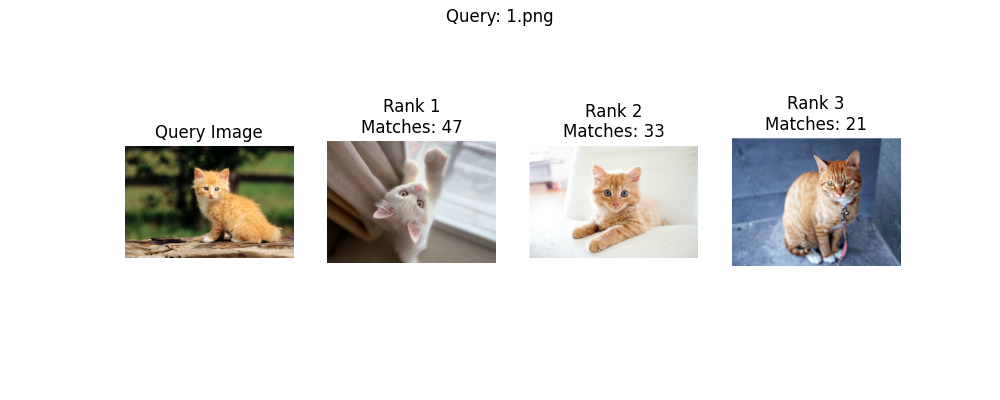 Query: 1.png
Query Image
Rank 1
Matches: 47
Rank 2
Matches: 33
Rank 3
Matches: 21